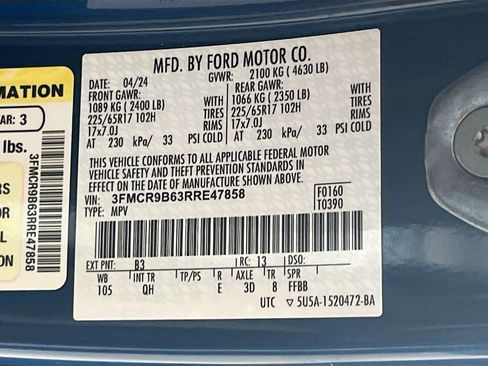 MFD. BY FORD MOTOR CO.
DATE: 04/24 GVWR: 2100 KG ( 4630 LB)
FRONT GAWR: REAR GAWR:
1089 KG ( 2400 LB) WITH 1066 KG ( 2350 LB) WITH
225/65R17 102H TIRES 225/65R17 102H TIRES
17x7.0J RIMS 17x7.0J RIMS
AT 230 kPa/ 33 PSI COLD AT 230 kPa/ 33 PSI COLD
THIS VEHICLE CONFORMS TO ALL APPLICABLE FEDERAL MOTOR
VEHICLE SAFETY, BUMPER AND THEFT PREVENTION STANDARDS IN
EFFECT ON THE DATE OF MANUFACTURE SHOWN ABOVE.
VIN: 3FMCR9B63RRE47858 F0160
TYPE: MPV T0390
EXT PNT: B3 RC: 13 DSO:
WB INT TR TP/PS R AXLE TR SPR
105 QH E 3D 8 FFBB
UTC 5U5A-1520472-BA
MATION
AR: 3
lbs.
3FMCR9B63RRE47858
RS